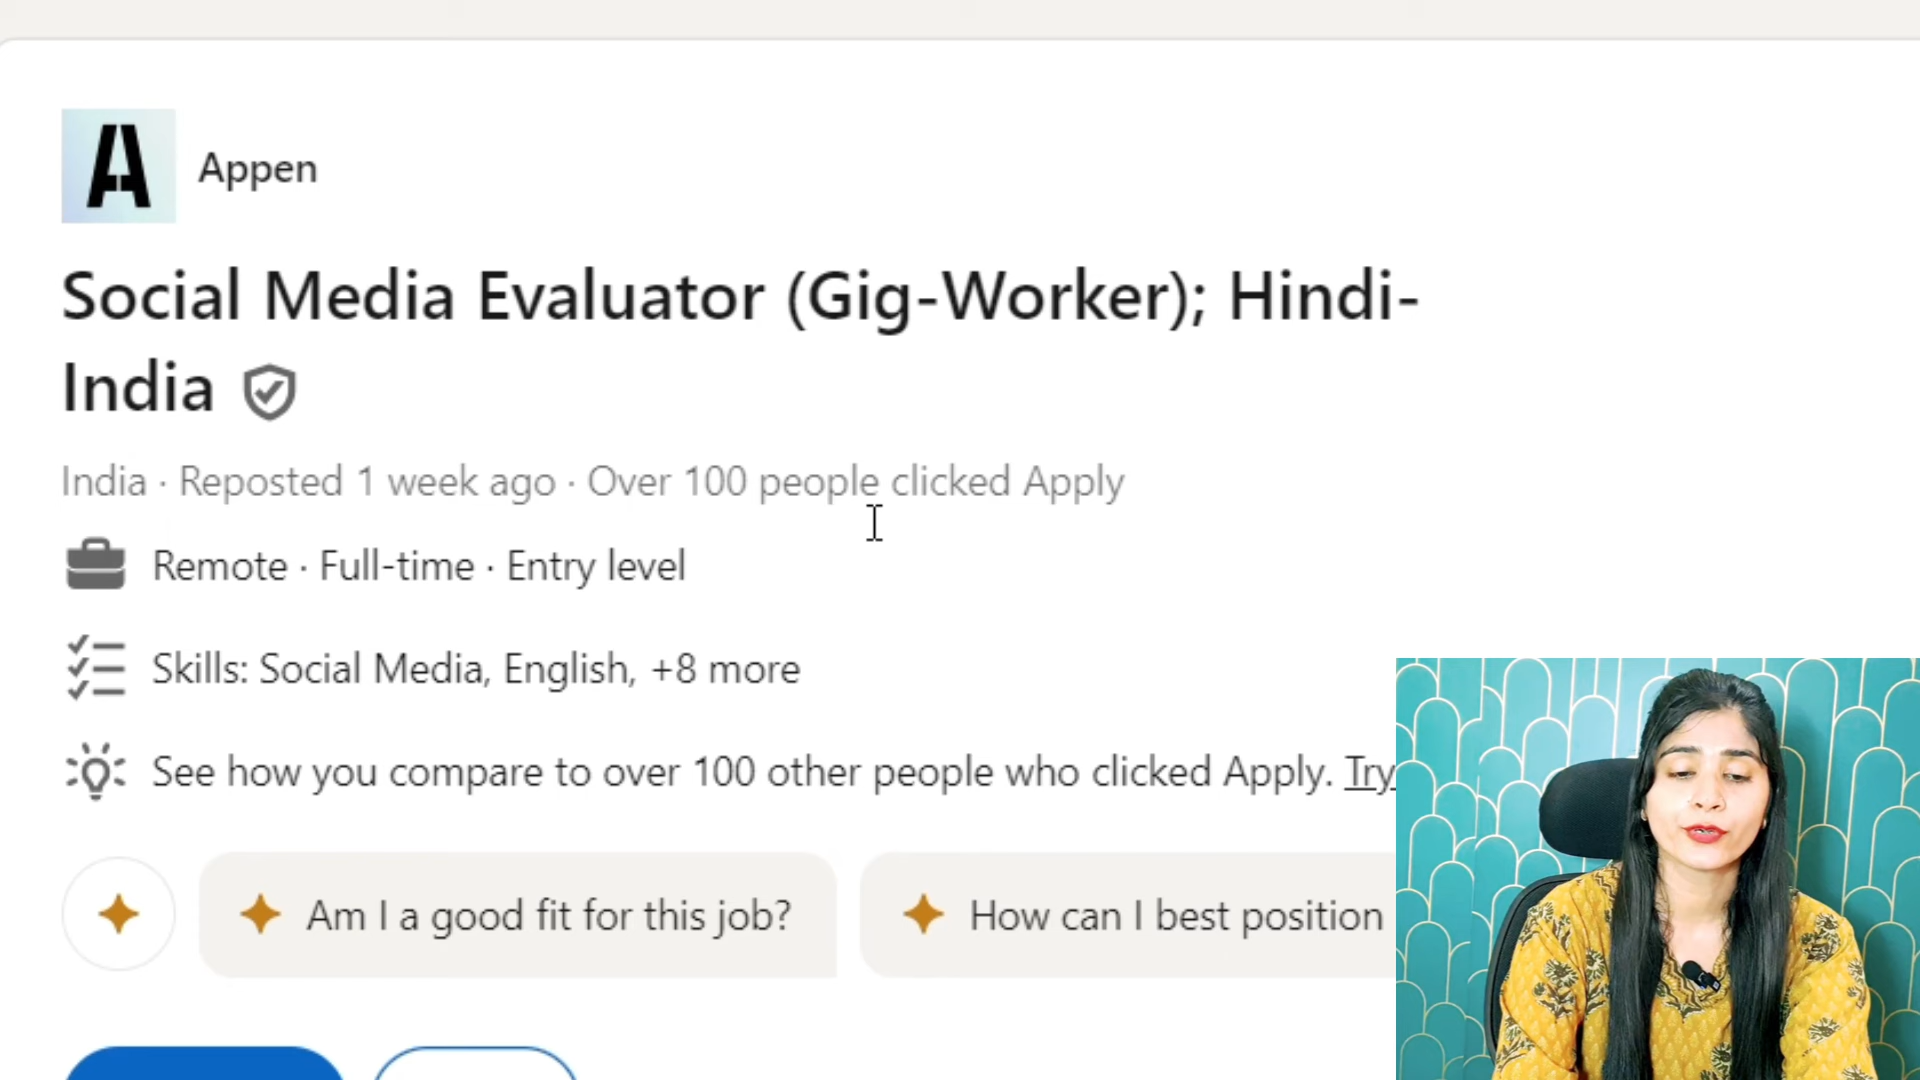 Appen
Social Media Evaluator (Gig-Worker); Hindi-
India
India · Reposted 1 week ago · Over 100 people clicked Apply
Remote · Full-time · Entry level
Skills: Social Media, English, +8 more
See how you compare to over 100 other people who clicked Apply. Try
Am I a good fit for this job?
How can I best position